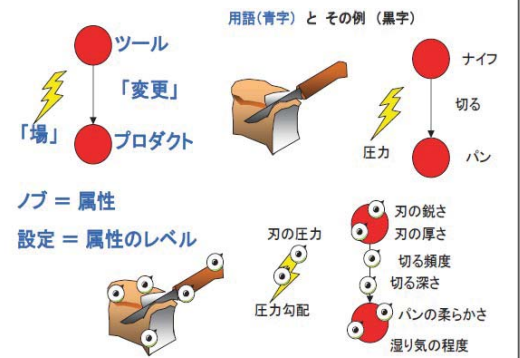 用語(青字) と その例 (黒字)
ツール
「変更」
「場」
プロダクト
ナイフ
切る
圧力
パン
ノブ = 属性
設定 = 属性のレベル
刃の圧力
圧力勾配
刃の鋭さ
刃の厚さ
切る頻度
切る深さ
パンの柔らかさ
湿り気の程度